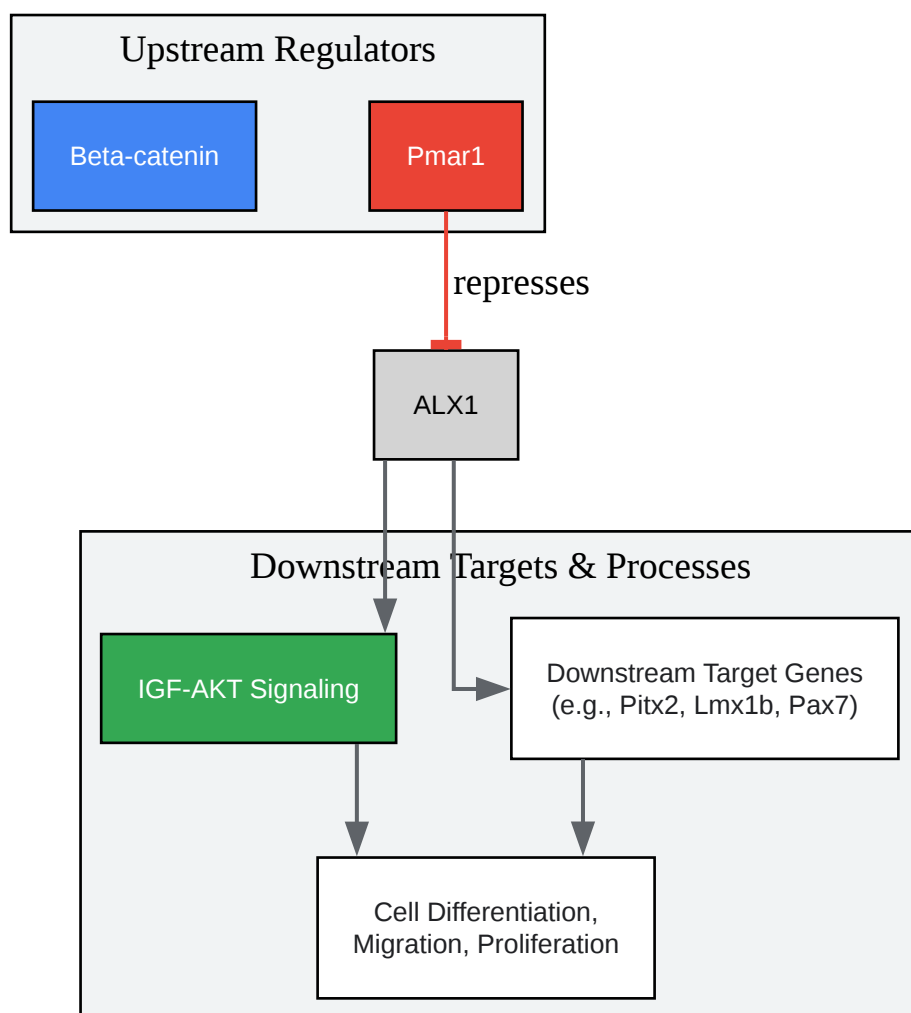 Upstream Regulators
Beta-catenin
Pmar1
represses
ALX1
Downstream Targets & Processes
IGF-AKT Signaling
Downstream Target Genes
(e.g., Pitx2, Lmx1b, Pax7)
Cell Differentiation,
Migration, Proliferation